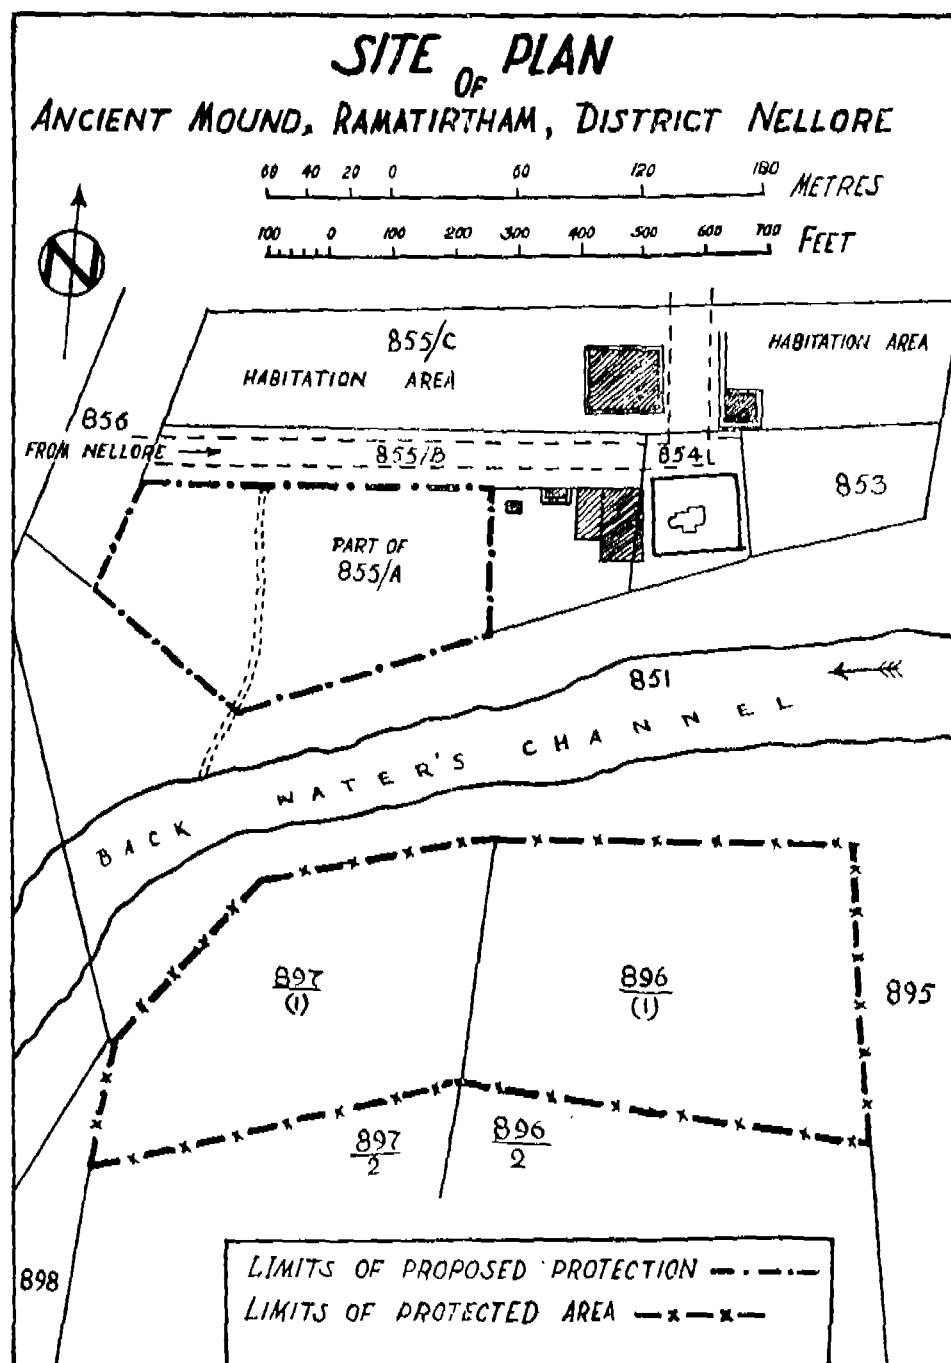 SITE OF PLAN
ANCIENT MOUND, RAMATIRTHAM, DISTRICT NELLORE
60 40 20 0 60 120 180 METRES
100 0 100 200 300 400 500 600 700 FEET
N
855/C
HABITATION AREA
HABITATION AREA
856
FROM NELLORE
855/B
854
853
PART OF
855/A
851
BACK WATER'S CHANNEL
897
(1)
896
(1)
895
897
2
896
2
898
LIMITS OF PROPOSED PROTECTION
LIMITS OF PROTECTED AREA